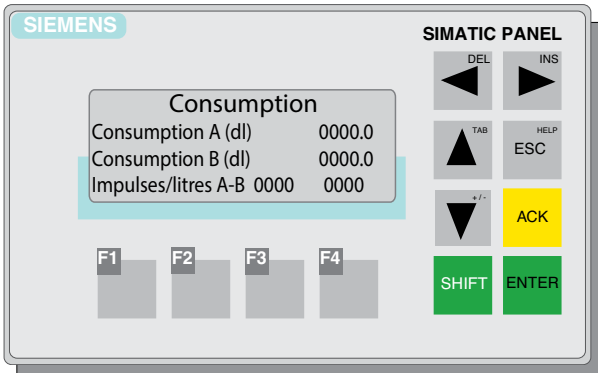 SIEMENS
SIMATIC PANEL
DEL
INS
Consumption
Consumption A (dl) 0000.0
Consumption B (dl) 0000.0
Impulses/litres A-B 0000 0000
TAB
HELP
ESC
+/-
ACK
F1 F2 F3 F4
SHIFT
ENTER